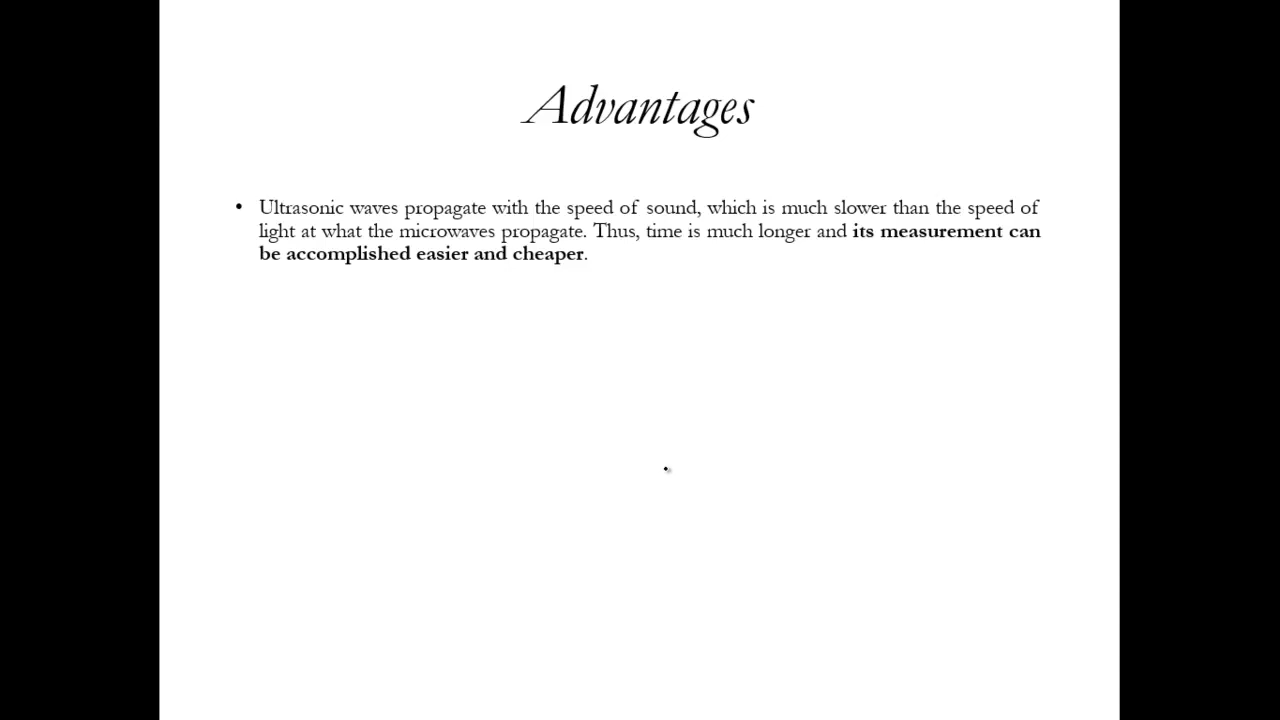 Advantages
• Ultrasonic waves propagate with the speed of sound, which is much slower than the speed of
light at what the microwaves propagate. Thus, time is much longer and its measurement can
be accomplished easier and cheaper.